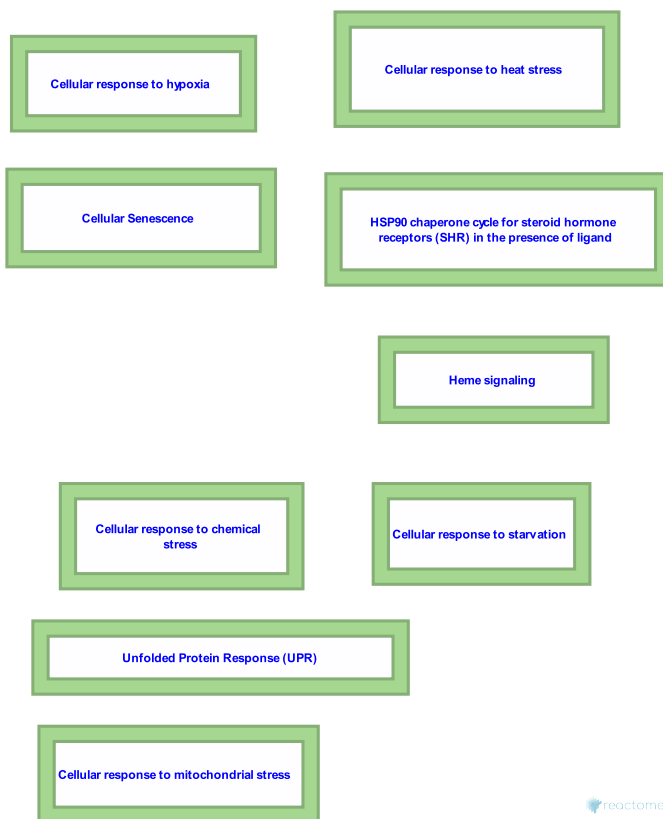 Cellular response to hypoxia
Cellular response to heat stress
Cellular Senescence
HSP90 chaperone cycle for steroid hormone
receptors (SHR) in the presence of ligand
Heme signaling
Cellular response to chemical
stress
Cellular response to starvation
Unfolded Protein Response (UPR)
Cellular response to mitochondrial stress
reactome